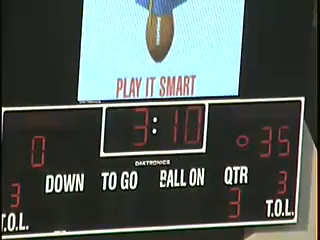 PLAY IT SMART
3:10
DAKTRONICS
0 35
DOWN TO GO BALL ON QTR
3 3 3
T.O.L. T.O.L.